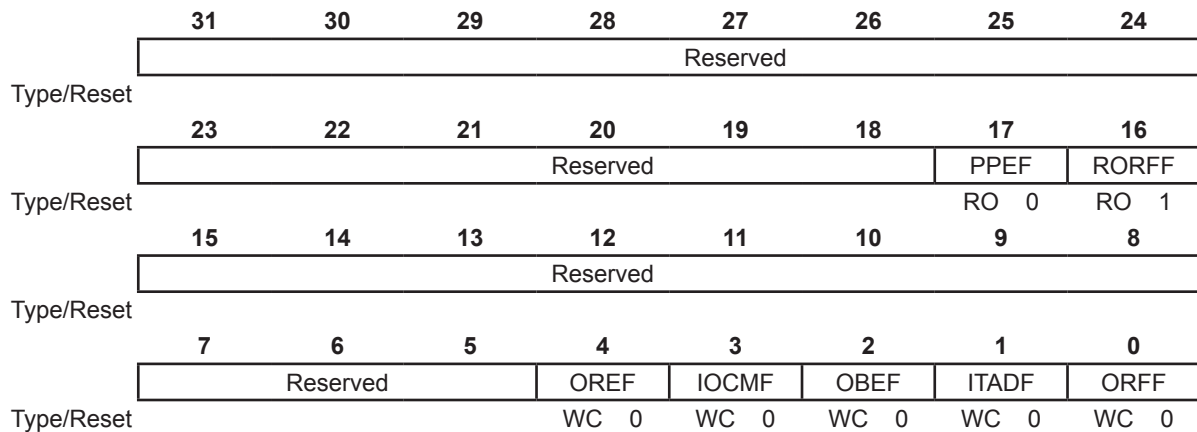 31 30 29 28 27 26 25 24
Reserved
Type/Reset
23 22 21 20 19 18 17 16
Reserved PPEF RORFF
Type/Reset RO 0 RO 1
15 14 13 12 11 10 9 8
Reserved
Type/Reset
7 6 5 4 3 2 1 0
Reserved OREF IOCMF OBEF ITADF ORFF
Type/Reset WC 0 WC 0 WC 0 WC 0 WC 0